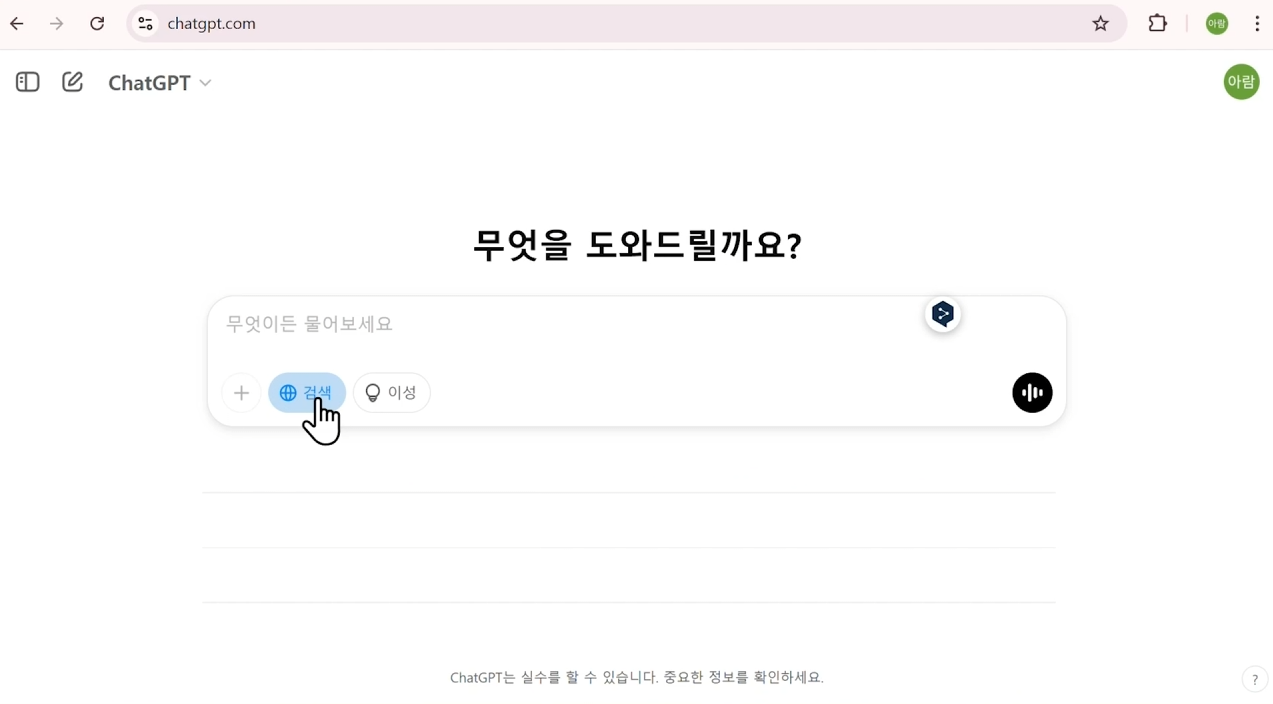 chatgpt.com
아람
ChatGPT
아람
무엇을 도와드릴까요?
무엇이든 물어보세요
검색
이성
ChatGPT는 실수를 할 수 있습니다. 중요한 정보를 확인하세요.
?